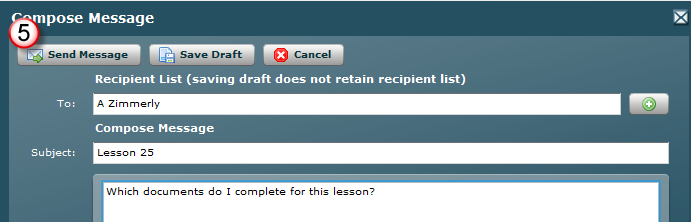 Compose Message
5
Send Message Save Draft Cancel
Recipient List (saving draft does not retain recipient list)
To: A Zimmerly
Compose Message
Subject: Lesson 25
Which documents do I complete for this lesson?